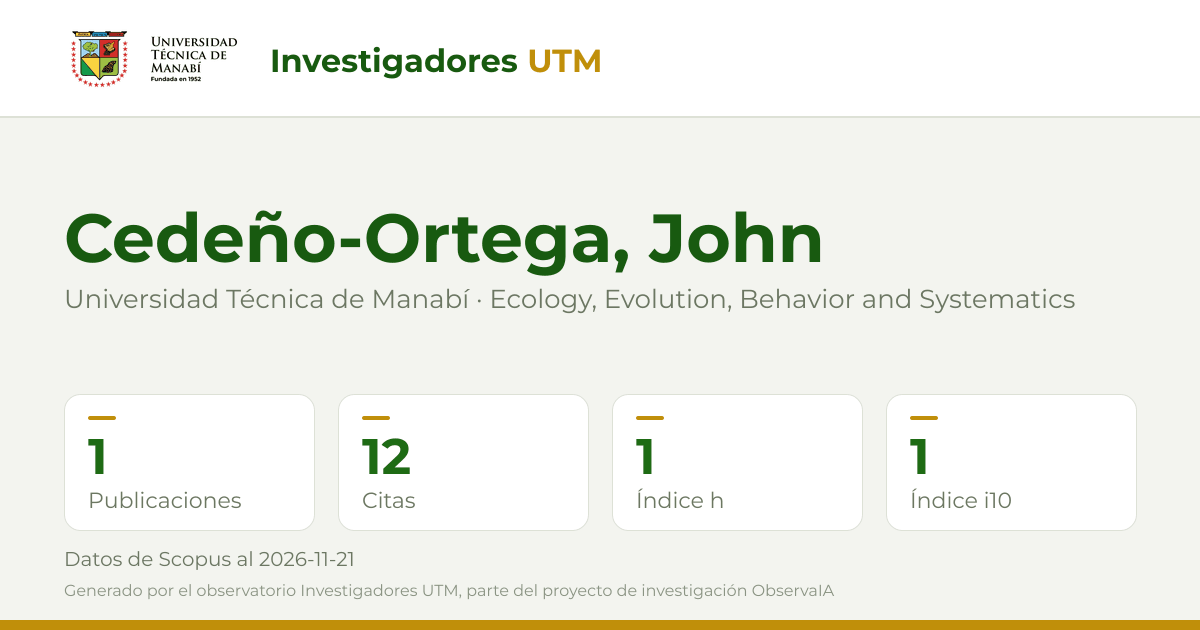 UNIVERSIDAD
TÉCNICA DE
MANABÍ
Fundada en 1952
Investigadores UTM
Cedeño-Ortega, John
Universidad Técnica de Manabí · Ecology, Evolution, Behavior and Systematics
1
Publicaciones
12
Citas
1
Índice h
1
Índice i10
Datos de Scopus al 2026-11-21
Generado por el observatorio Investigadores UTM, parte del proyecto de investigación ObservaIA